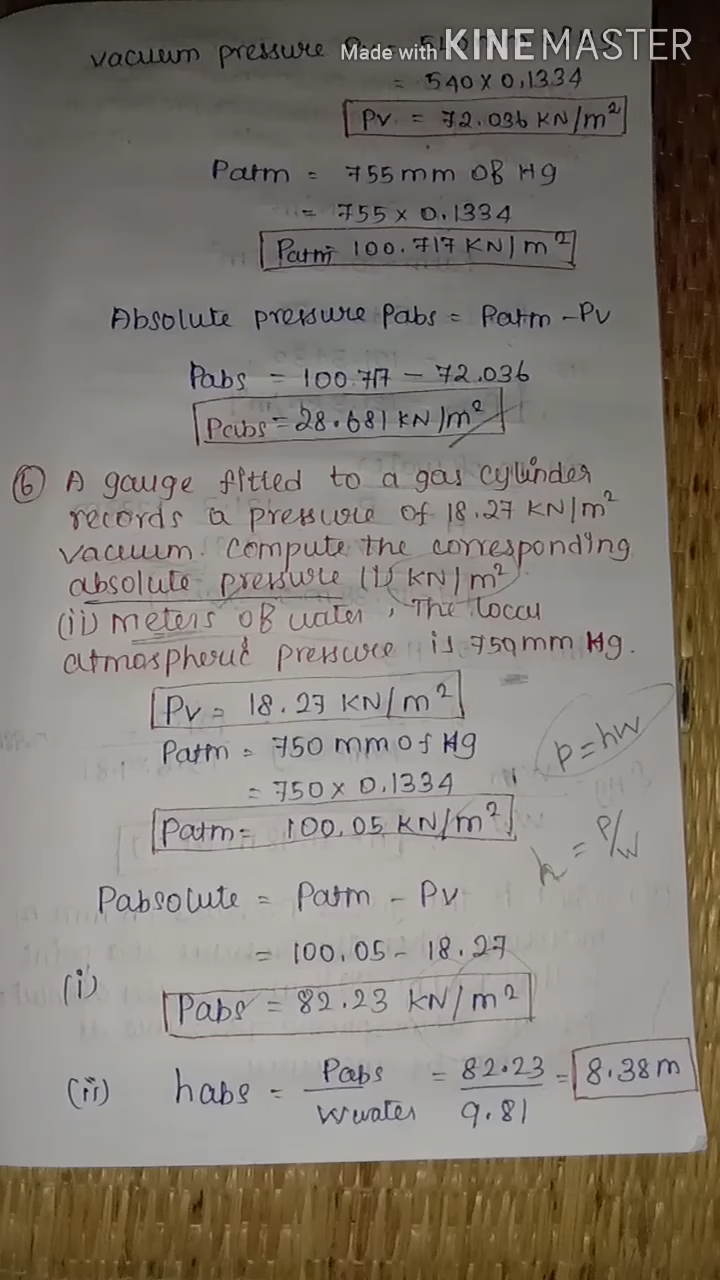 Made with KINEMASTER
vacuum pressure
= 540 x 0.1334
Pv = 72.036 KN/m²
Patm = 755 mm OB Hg
= 755 x 0.1334
Patm = 100.717 KN/m²
Absolute pressure Pabs = Patm - Pv
Pabs = 100.717 - 72.036
Pabs = 28.681 KN/m²
⑥ A gauge fitted to a gas cylinder
records a pressure of 18.27 KN/m²
vacuum. compute the corresponding
absolute pressure (i) KN/m²
(ii) meters OB water, The local
atmospheric pressure is 750mm Hg.
Pv = 18.27 KN/m²
Patm = 750 mm of Hg
= 750 x 0.1334
Patm = 100.05 KN/m²
P = hw
h = P/w
Pabsolute = Patm - Pv
= 100.05 - 18.27
(i) Pabs = 82.23 KN/m²
(ii) habs = Pabs / Wwater = 82.23 / 9.81 = 8.38m